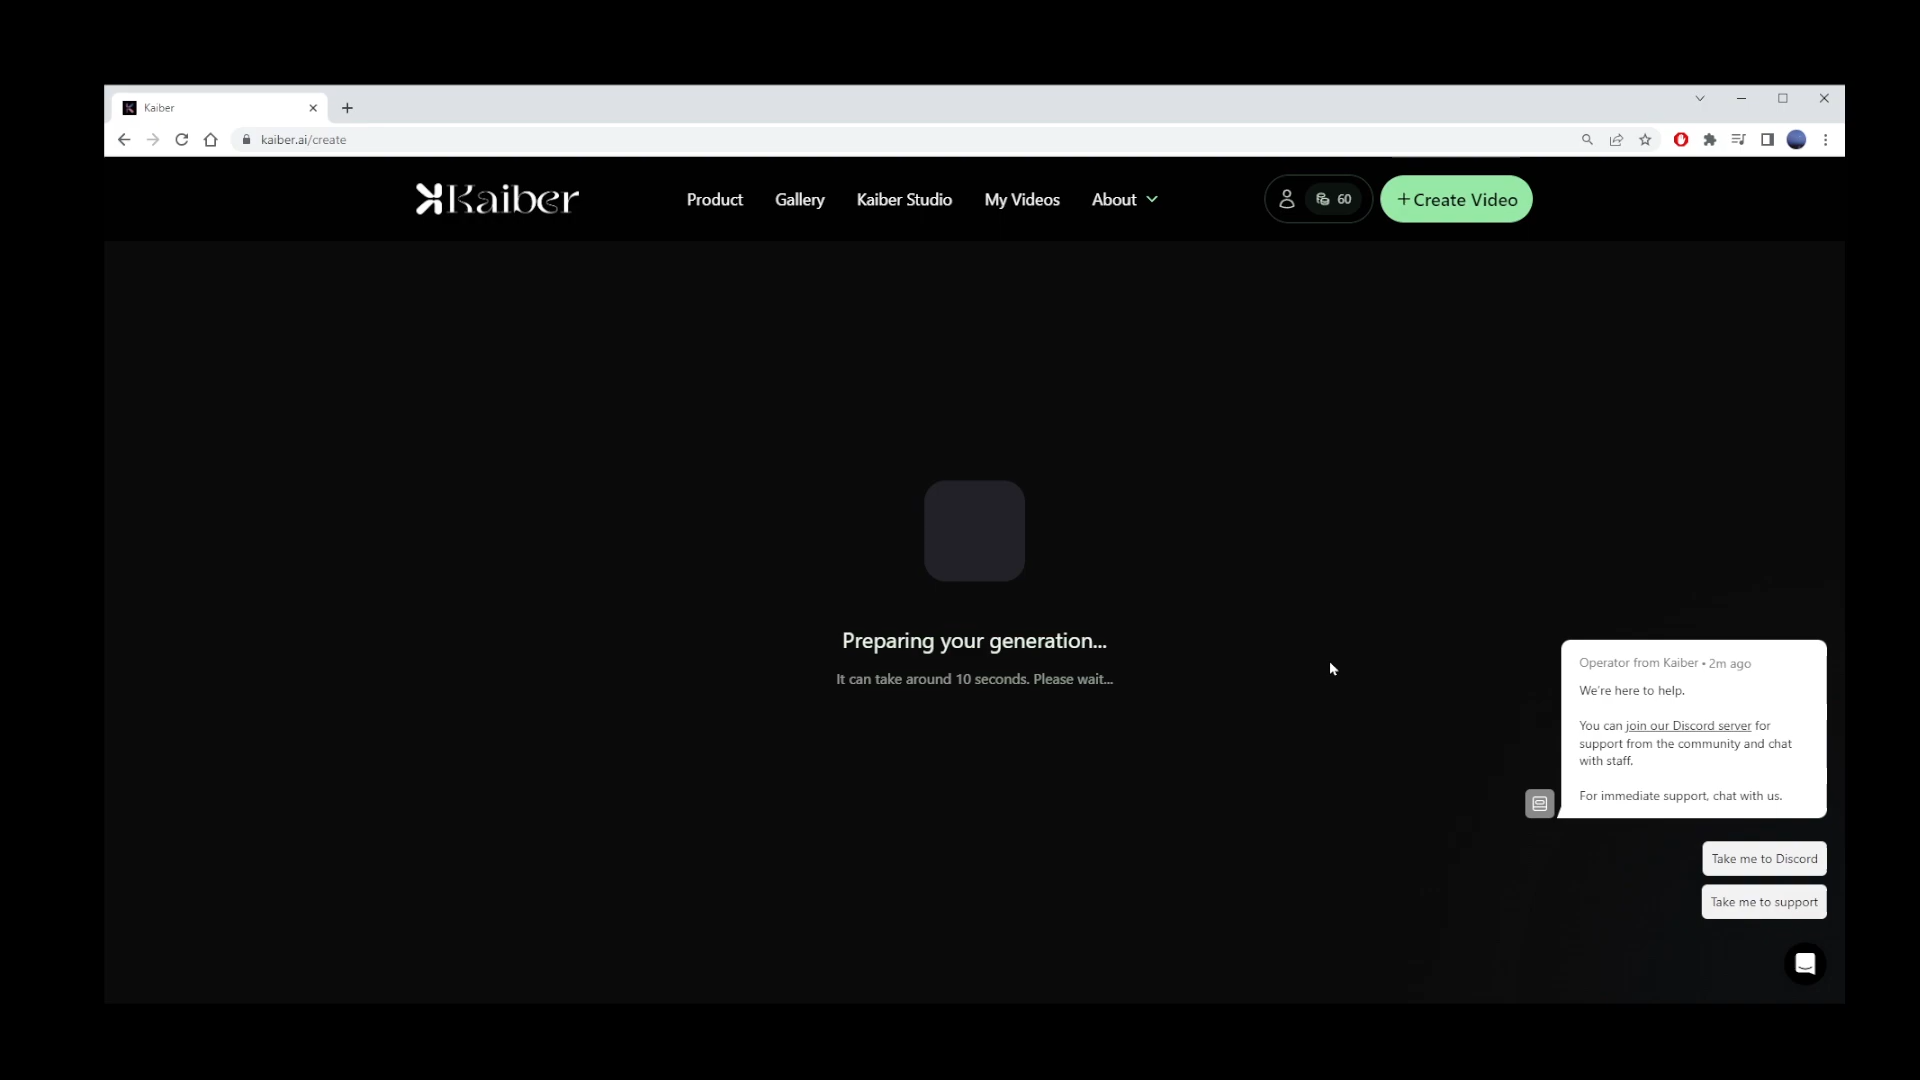 Kaiber
kaiber.ai/create
Kaiber
Product
Gallery
Kaiber Studio
My Videos
About
60
+ Create Video
Preparing your generation...
It can take around 10 seconds. Please wait...
Operator from Kaiber • 2m ago
We're here to help.
You can join our Discord server for
support from the community and chat
with staff.
For immediate support, chat with us.
Take me to Discord
Take me to support